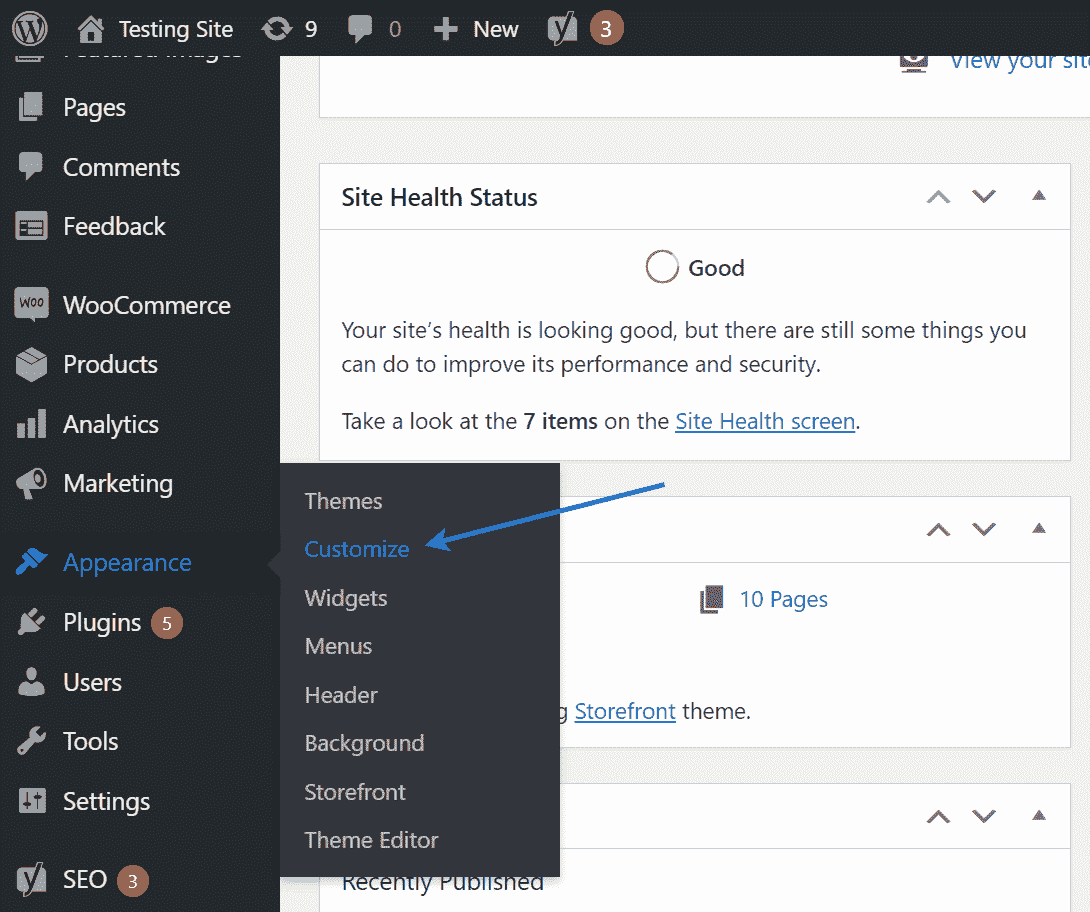 Testing Site 9 0 New 3
Pages
Comments
Feedback
WooCommerce
Products
Analytics
Marketing
Appearance
Plugins 5
Users
Tools
Settings
SEO 3
View your site
Site Health Status
Good
Your site’s health is looking good, but there are still some things you
can do to improve its performance and security.
Take a look at the 7 items on the Site Health screen.
Themes
Customize
Widgets
Menus
Header
Background
Storefront
Theme Editor
10 Pages
g Storefront theme.
Recently Published